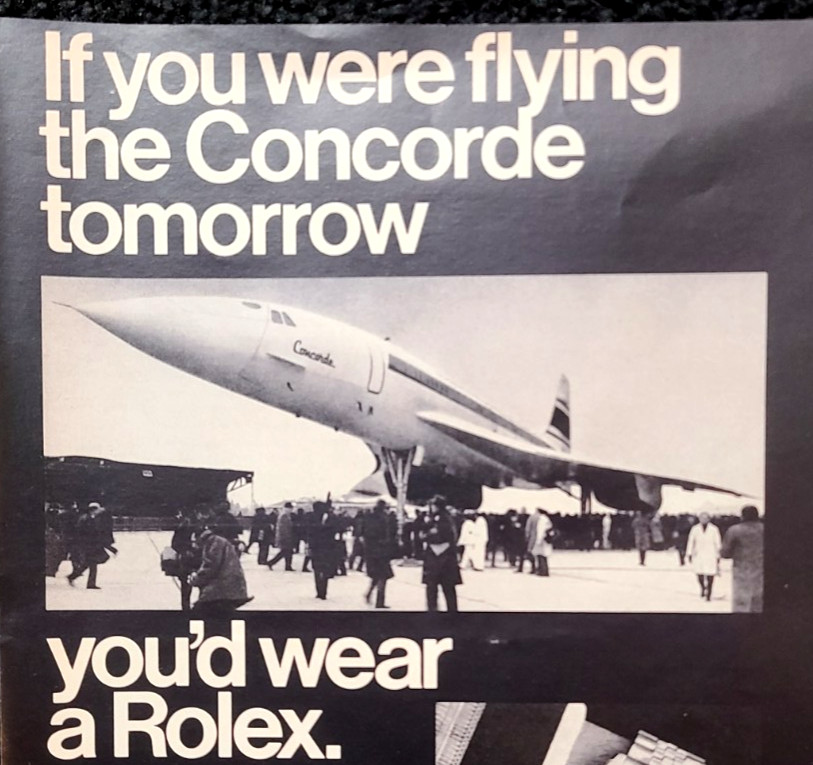 If you were flying
the Concorde
tomorrow
Concorde
you'd wear
a Rolex.